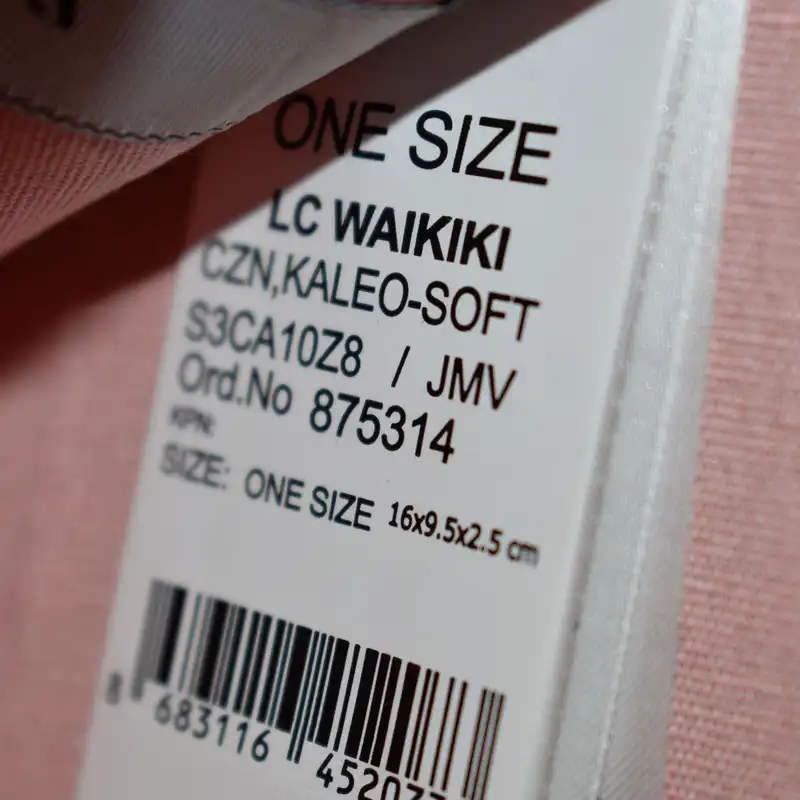 ONE SIZE
LC WAIKIKI
CZN,KALEO-SOFT
S3CA10Z8 / JMV
Ord.No 875314
KPN:
SIZE: ONE SIZE 16x9.5x2.5 cm
8 683116